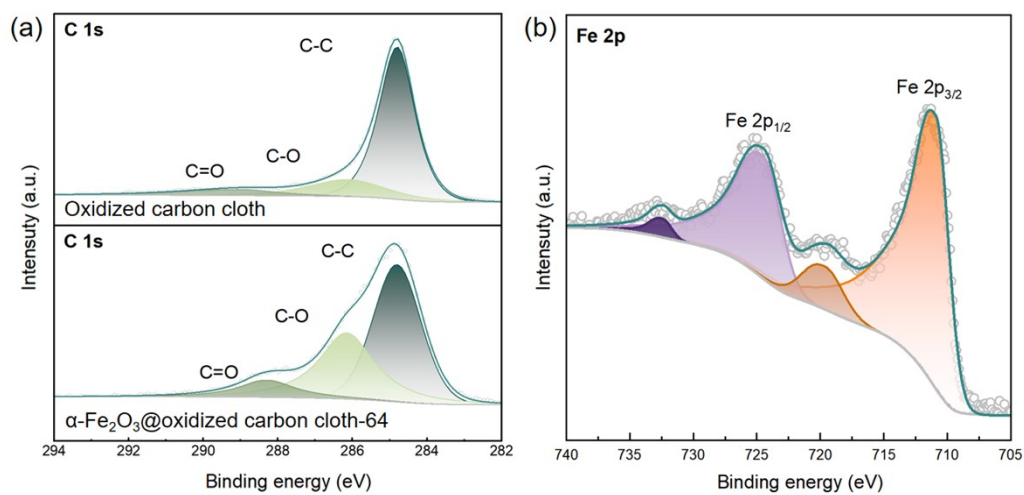 (a)
C 1s
C-C
C-O
C=O
Oxidized carbon cloth
C 1s
C-C
C-O
C=O
α-Fe₂O₃@oxidized carbon cloth-64
Intensuty (a.u.)
294 292 290 288 286 284 282
Binding energy (eV)
(b)
Fe 2p
Fe 2p₃/₂
Fe 2p₁/₂
Intensuty (a.u.)
740 735 730 725 720 715 710 705
Binding energy (eV)